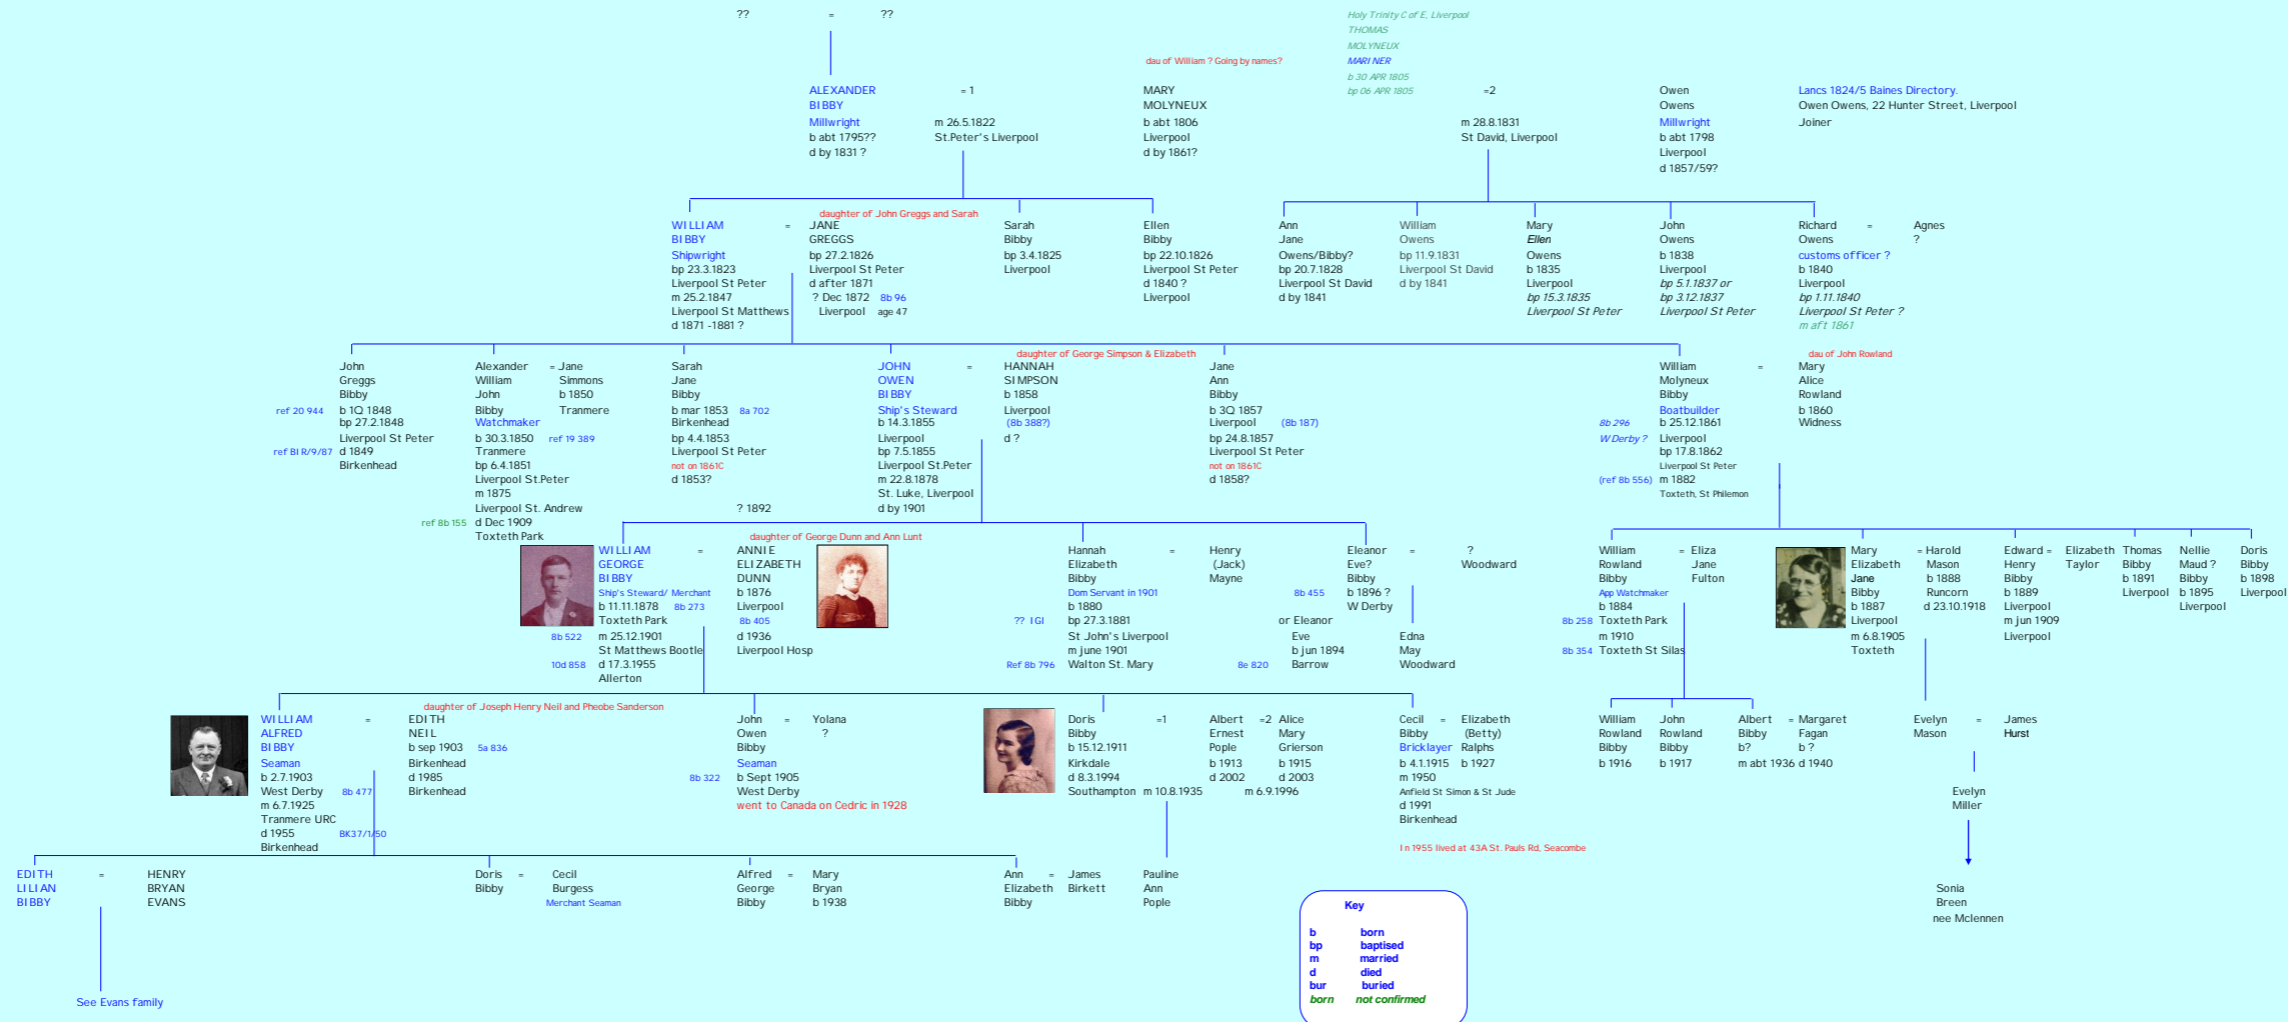 ?? = ??
Holy Trinity C of E, Liverpool
THOMAS
MOLYNEUX
MARINER
b 30 APR 1805
bp 06 APR 1805
dau of William ? Going by names?
ALEXANDER
BIBBY
Millwright
b abt 1795??
d by 1831 ?
= 1
m 26.5.1822
St.Peter's Liverpool
MARY
MOLYNEUX
b abt 1806
Liverpool
d by 1861?
=2
m 28.8.1831
St David, Liverpool
Owen
Owens
Millwright
b abt 1798
Liverpool
d 1857/59?
Lancs 1824/5 Baines Directory.
Owen Owens, 22 Hunter Street, Liverpool
Joiner
WILLIAM
BIBBY
Shipwright
bp 23.3.1823
Liverpool St Peter
m 25.2.1847
Liverpool St Matthews
d 1871 -1881 ?
=
daughter of John Greggs and Sarah
JANE
GREGGS
bp 27.2.1826
Liverpool St Peter
d after 1871
? Dec 1872 8b 96
Liverpool age 47
Sarah
Bibby
bp 3.4.1825
Liverpool
Ellen
Bibby
bp 22.10.1826
Liverpool St Peter
d 1840 ?
Liverpool
Ann
Jane
Owens/Bibby?
bp 20.7.1828
Liverpool St David
d by 1841
William
Owens
bp 11.9.1831
Liverpool St David
d by 1841
Mary
Ellen
Owens
b 1835
Liverpool
bp 15.3.1835
Liverpool St Peter
John
Owens
b 1838
Liverpool
bp 5.1.1837 or
bp 3.12.1837
Liverpool St Peter
Richard
Owens
customs officer ?
b 1840
Liverpool
bp 1.11.1840
Liverpool St Peter ?
m aft 1861
=
Agnes
?
John
Greggs
Bibby
ref 20 944 b 1Q 1848
bp 27.2.1848
Liverpool St Peter
ref BIR/9/87 d 1849
Birkenhead
Alexander
William
John
Bibby
Watchmaker
b 30.3.1850 ref 19 389
Tranmere
bp 6.4.1851
Liverpool St.Peter
m 1875
Liverpool St. Andrew
ref 8b 155 d Dec 1909
Toxteth Park
= Jane
Simmons
b 1850
Tranmere
Sarah
Jane
Bibby
b mar 1853 8a 702
Birkenhead
bp 4.4.1853
Liverpool St Peter
not on 1861C
d 1853?
JOHN
OWEN
BIBBY
Ship's Steward
b 14.3.1855
Liverpool
bp 7.5.1855
Liverpool St.Peter
m 22.8.1878
St. Luke, Liverpool
d by 1901
=
daughter of George Simpson & Elizabeth
HANNAH
SIMPSON
b 1858
Liverpool
(8b 388?)
d ?
Jane
Ann
Bibby
b 3Q 1857
Liverpool (8b 187)
bp 24.8.1857
Liverpool St Peter
not on 1861C
d 1858?
William
Molyneux
Bibby
Boatbuilder
8b 296 b 25.12.1861
W Derby ? Liverpool
bp 17.8.1862
Liverpool St Peter
(ref 8b 556) m 1882
Toxteth, St Philemon
=
dau of John Rowland
Mary
Alice
Rowland
b 1860
Widness
? 1892
daughter of George Dunn and Ann Lunt
WILLIAM
GEORGE
BIBBY
Ship's Steward/ Merchant
b 11.11.1878 8b 273
Toxteth Park
8b 522 m 25.12.1901
St Matthews Bootle
10d 858 d 17.3.1955
Allerton
=
ANNIE
ELIZABETH
DUNN
b 1876
Liverpool
8b 405
d 1936
Liverpool Hosp
Hannah
Elizabeth
Bibby
Dom Servant in 1901
b 1880
?? IGI bp 27.3.1881
St John's Liverpool
m june 1901
Ref 8b 796 Walton St. Mary
=
Henry
(Jack)
Mayne
Eleanor
Eve?
Bibby
8b 455 b 1896 ?
W Derby
or Eleanor
Eve
b jun 1894
8e 820 Barrow
=
?
Woodward
Edna
May
Woodward
William
Rowland
Bibby
App Watchmaker
b 1884
8b 258 Toxteth Park
m 1910
8b 354 Toxteth St Silas
= Eliza
Jane
Fulton
Mary
Elizabeth
Jane
Bibby
b 1887
Liverpool
m 6.8.1905
Toxteth
= Harold
Mason
b 1888
Runcorn
d 23.10.1918
Edward =
Henry
Bibby
b 1889
Liverpool
m jun 1909
Liverpool
Elizabeth
Taylor
Thomas
Bibby
b 1891
Liverpool
Nellie
Maud ?
Bibby
b 1895
Liverpool
Doris
Bibby
b 1898
Liverpool
daughter of Joseph Henry Neil and Pheobe Sanderson
WILLIAM
ALFRED
BIBBY
Seaman
b 2.7.1903
West Derby 8b 477
m 6.7.1925
Tranmere URC
d 1955 BK37/1/50
Birkenhead
=
EDITH
NEIL
b sep 1903 5a 836
Birkenhead
d 1985
Birkenhead
John
Owen
Bibby
Seaman
8b 322 b Sept 1905
West Derby
went to Canada on Cedric in 1928
=
Yolana
?
Doris
Bibby
b 15.12.1911
Kirkdale
d 8.3.1994
Southampton m 10.8.1935
=1
Albert
Ernest
Pople
b 1913
d 2002
=2
Alice
Mary
Grierson
b 1915
d 2003
m 6.9.1996
Cecil
Bibby
Bricklayer
b 4.1.1915
m 1950
Anfield St Simon & St Jude
d 1991
Birkenhead
In 1955 lived at 43A St. Pauls Rd, Seacombe
=
Elizabeth
(Betty)
Ralphs
b 1927
William
Rowland
Bibby
b 1916
John
Rowland
Bibby
b 1917
Albert
Bibby
b?
m abt 1936
= Margaret
Fagan
b ?
d 1940
Evelyn
Mason
=
James
Hurst
Evelyn
Miller
EDITH
LILIAN
BIBBY
=
HENRY
BRYAN
EVANS
Doris
Bibby
=
Cecil
Burgess
Merchant Seaman
Alfred
George
Bibby
=
Mary
Bryan
b 1938
Ann
Elizabeth
Bibby
=
James
Birkett
Pauline
Ann
Pople
Sonia
Breen
nee Mclennen
See Evans family
Key
b born
bp baptised
m married
d died
bur buried
born not confirmed